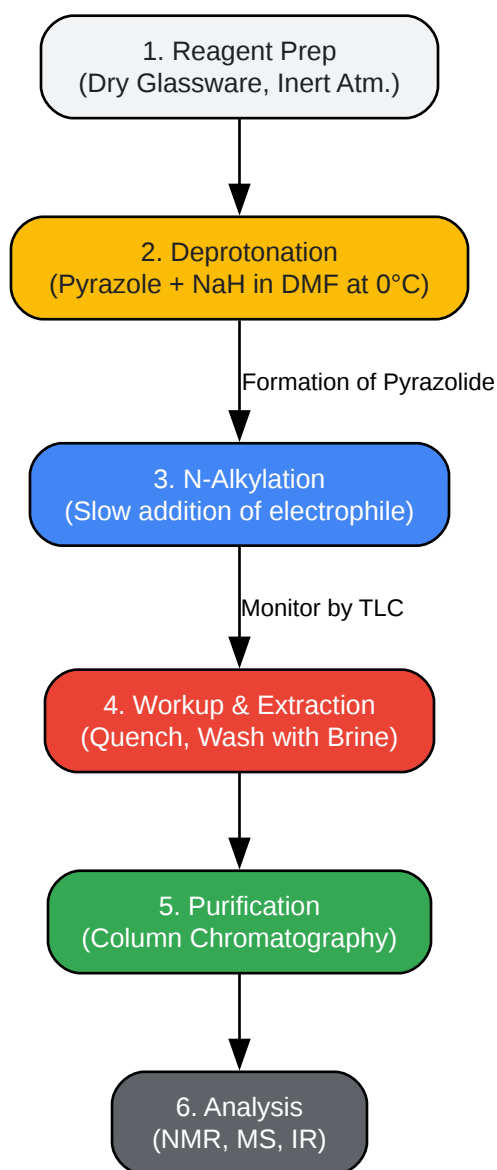 1. Reagent Prep
(Dry Glassware, Inert Atm.)
2. Deprotonation
(Pyrazole + NaH in DMF at 0°C)
Formation of Pyrazolide
3. N-Alkylation
(Slow addition of electrophile)
Monitor by TLC
4. Workup & Extraction
(Quench, Wash with Brine)
5. Purification
(Column Chromatography)
6. Analysis
(NMR, MS, IR)